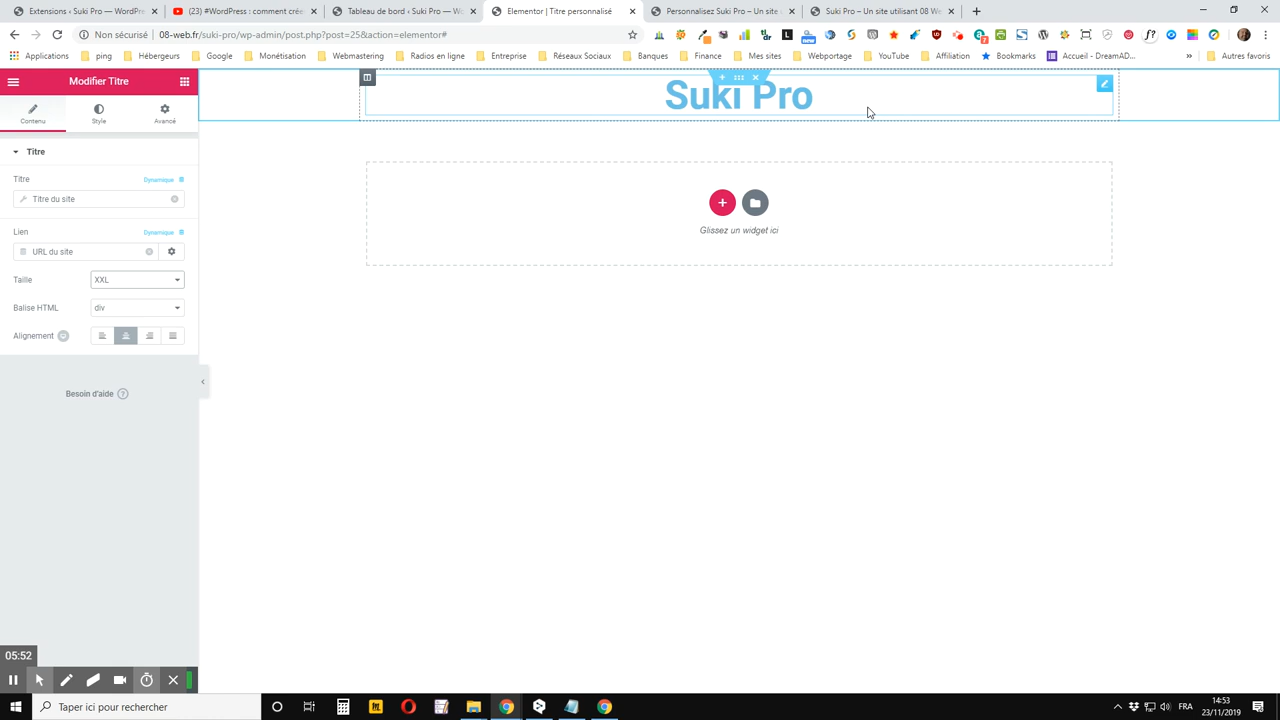 Extensions ‹ Suki Pro — WordPres
(23) #WordPress : comment crée
Tableau de bord ‹ Suki Pro — Wo
Elementor | Titre personnalisé
Personnalisez Suki Pro – Un site
Suki Pro – Un site utilisant 08 We
Non sécurisé | 08-web.fr/suki-pro/wp-admin/post.php?post=25&action=elementor#
Applications
pmg
Hébergeurs
Google
Monétisation
Webmastering
Radios en ligne
Entreprise
Réseaux Sociaux
Banques
Finance
Mes sites
Webportage
YouTube
Affiliation
Bookmarks
Accueil - DreamAD...
»
Autres favoris
Modifier Titre
Contenu
Style
Avancé
Suki Pro
Titre
Titre
Dynamique
Titre du site
Lien
Dynamique
URL du site
Taille
XXL
Balise HTML
div
Alignement
Besoin d'aide
Glissez un widget ici
05:52
Taper ici pour rechercher
FRA
14:53
23/11/2019